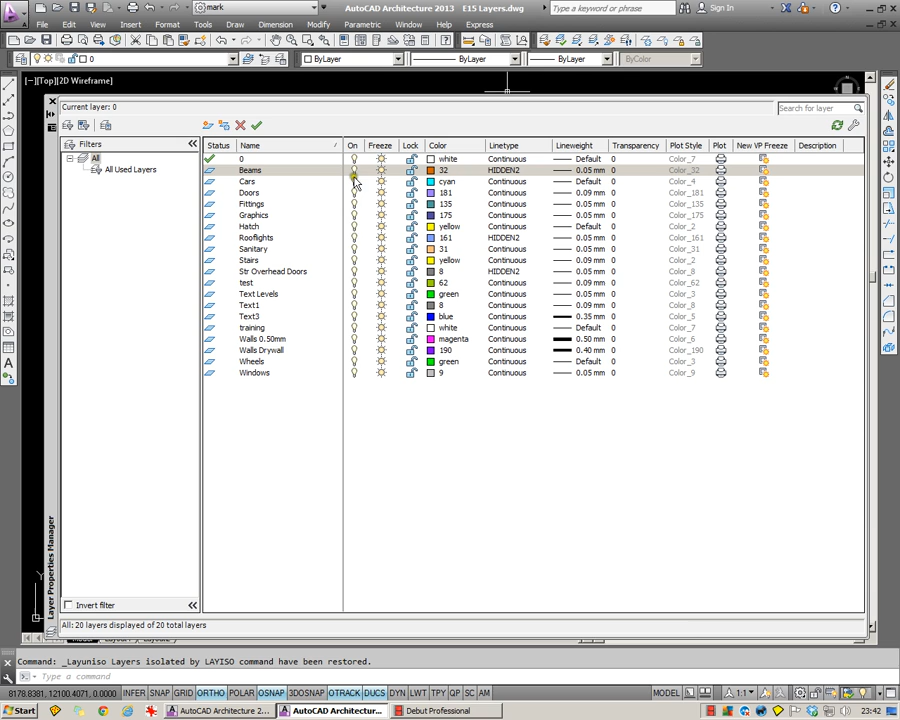 mark
AutoCAD Architecture 2013 E15 Layers.dwg
Type a keyword or phrase
Sign In
File Edit View Insert Format Tools Draw Dimension Modify Parametric Window Help Express
0
ByLayer
ByLayer
ByLayer
ByColor
[−][Top][2D Wireframe]
Current layer: 0
Search for layer
Filters
Status Name On Freeze Lock Color Linetype Lineweight Transparency Plot Style Plot New VP Freeze Description
All
All Used Layers
0 white Continuous Default 0 Color_7
Beams 32 HIDDEN2 0.05 mm 0 Color_32
Cars cyan Continuous Default 0 Color_4
Doors 181 Continuous 0.09 mm 0 Color_181
Fittings 135 Continuous 0.05 mm 0 Color_135
Graphics 175 Continuous 0.05 mm 0 Color_175
Hatch yellow Continuous 0.05 mm 0 Color_2
Rooflights 161 HIDDEN2 0.05 mm 0 Color_161
Sanitary 31 Continuous 0.05 mm 0 Color_31
Stairs yellow Continuous 0.05 mm 0 Color_2
Str Overhead Doors 8 HIDDEN2 0.05 mm 0 Color_8
test 62 Continuous 0.09 mm 0 Color_62
Text Levels green Continuous 0.05 mm 0 Color_3
Text1 8 Continuous 0.09 mm 0 Color_8
Text3 blue Continuous 0.35 mm 0 Color_5
training white Continuous Default 0 Color_7
Walls 0.50mm magenta Continuous 0.50 mm 0 Color_6
Walls Drywall 190 Continuous 0.40 mm 0 Color_190
Wheels green Continuous Default 0 Color_3
Windows 9 Continuous 0.05 mm 0 Color_9
Layer Properties Manager
Invert filter
All: 20 layers displayed of 20 total layers
Command: _Layuniso Layers isolated by LAYISO command have been restored.
Type a command
8178.8381, 12100.4071, 0.0000 INFER SNAP GRID ORTHO POLAR OSNAP 3DOSNAP OTRACK DUCS DYN LWT TPY QP SC AM MODEL 1:1
Start
AutoCAD Architecture 2...
AutoCAD Architectur...
Debut Professional
23:42